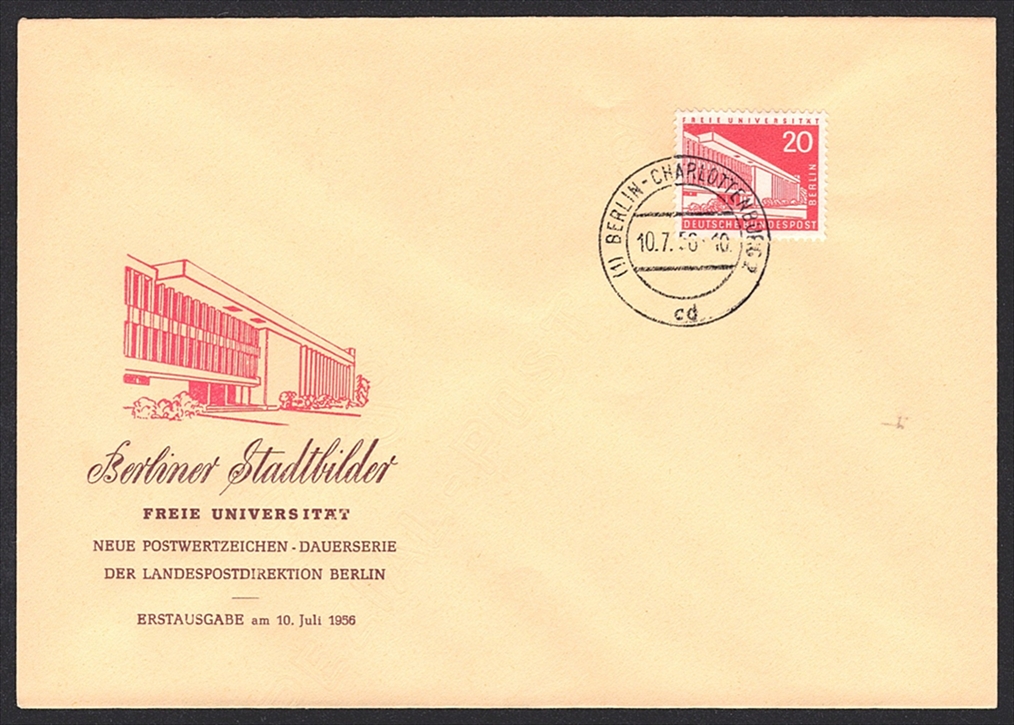 FREIE UNIVERSITÄT
20
BERLIN
DEUTSCHE BUNDESPOST
(1) BERLIN-CHARLOTTENBURG 2
10.7.56-10
cd
Berliner Stadtbilder
FREIE UNIVERSITÄT
NEUE POSTWERTZEICHEN-DAUERSERIE
DER LANDESPOSTDIREKTION BERLIN
ERSTAUSGABE am 10. Juli 1956